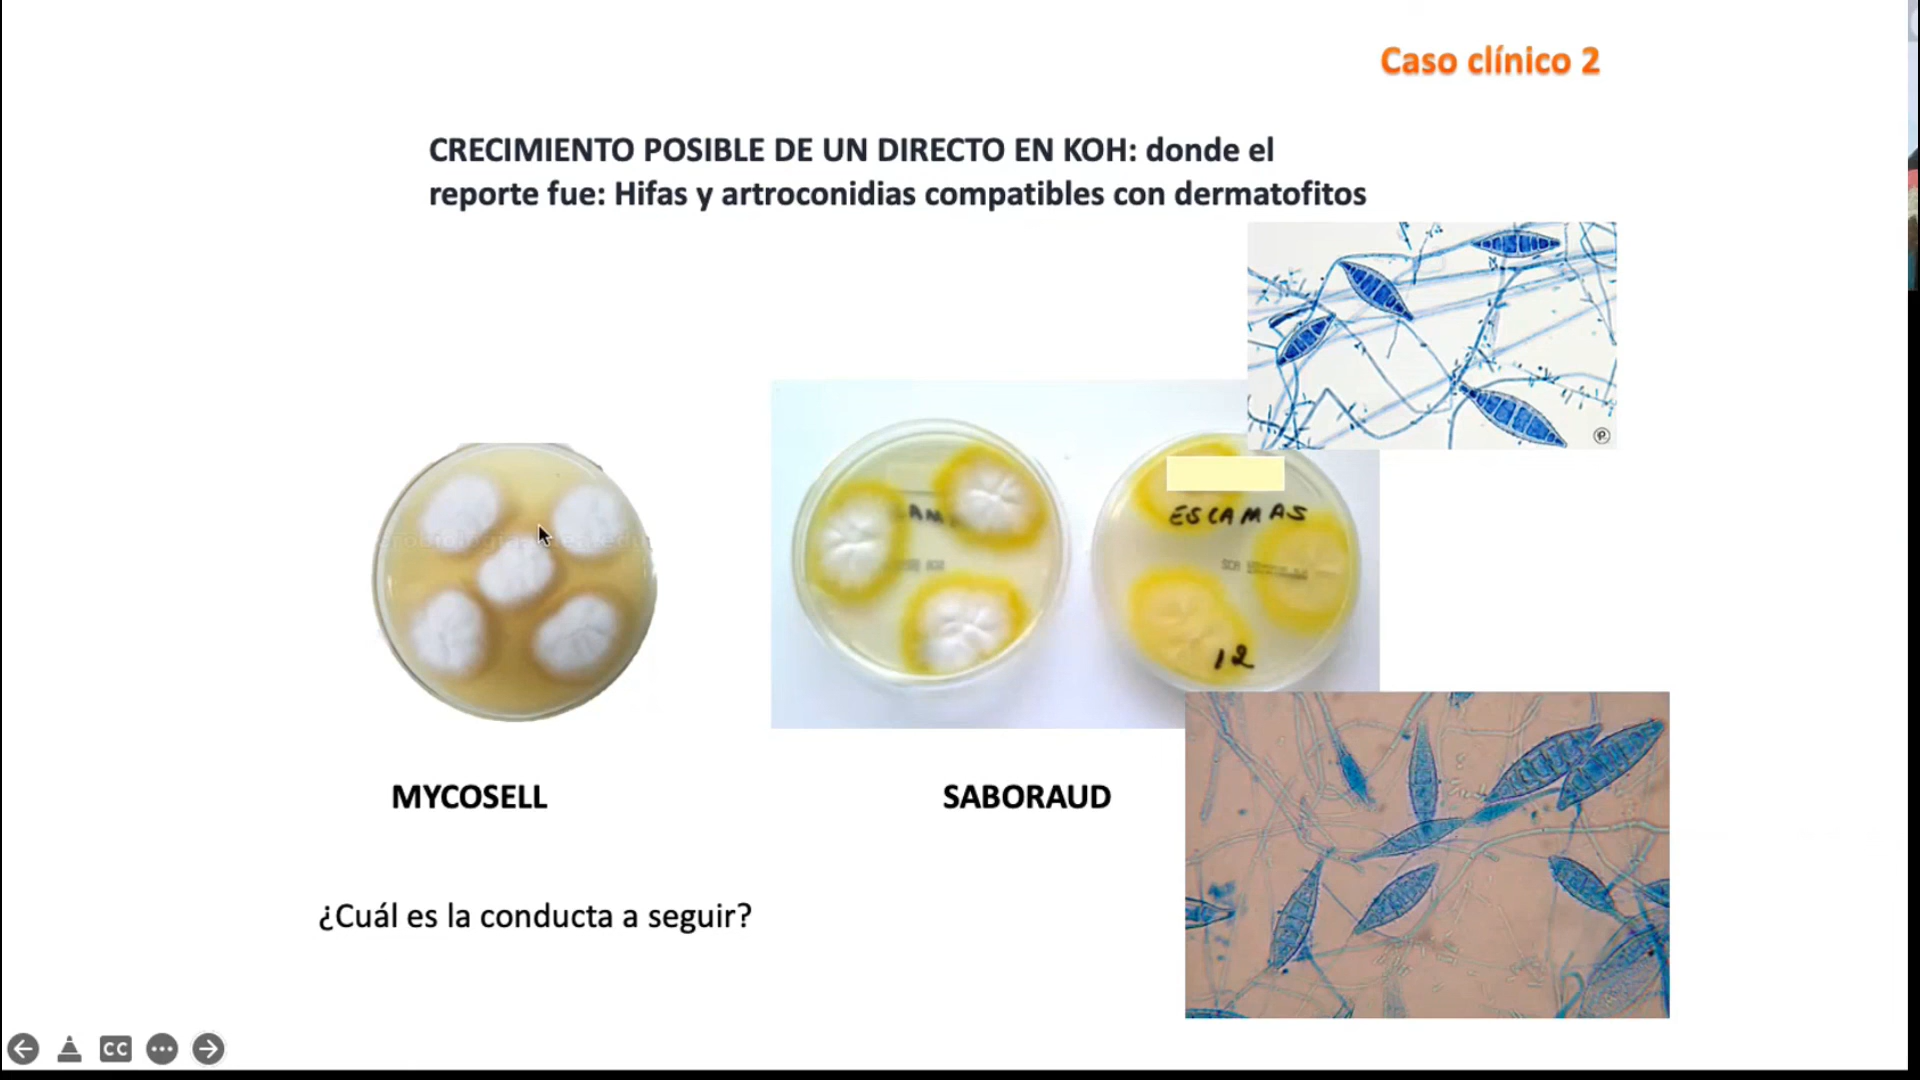 Caso clínico 2
CRECIMIENTO POSIBLE DE UN DIRECTO EN KOH: donde el
reporte fue: Hifas y artroconidias compatibles con dermatofitos
ESCAMAS
12
MYCOSELL
SABORAUD
¿Cuál es la conducta a seguir?
CC